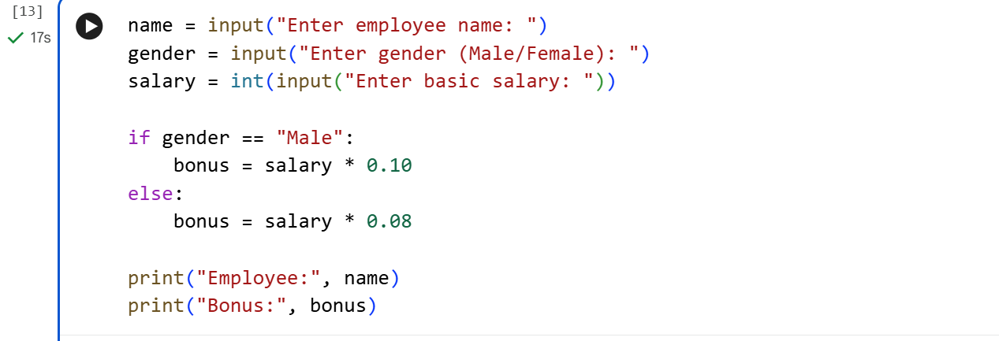 [13]
17s
name = input("Enter employee name: ")
gender = input("Enter gender (Male/Female): ")
salary = int(input("Enter basic salary: "))
if gender == "Male":
    bonus = salary * 0.10
else:
    bonus = salary * 0.08
print("Employee:", name)
print("Bonus:", bonus)